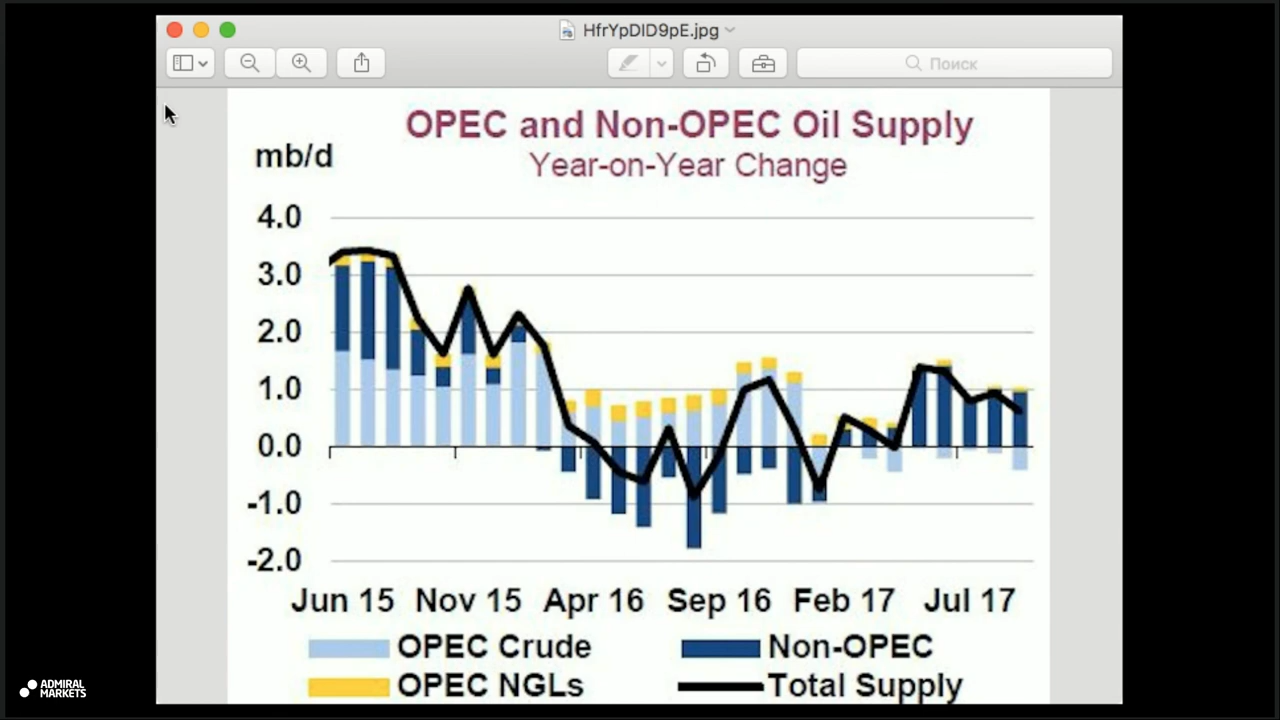 HfrYpDlD9pE.jpg
Поиск
OPEC and Non-OPEC Oil Supply
mb/d
Year-on-Year Change
4.0
3.0
2.0
1.0
0.0
-1.0
-2.0
Jun 15 Nov 15 Apr 16 Sep 16 Feb 17 Jul 17
OPEC Crude Non-OPEC
OPEC NGLs Total Supply
ADMIRAL
MARKETS